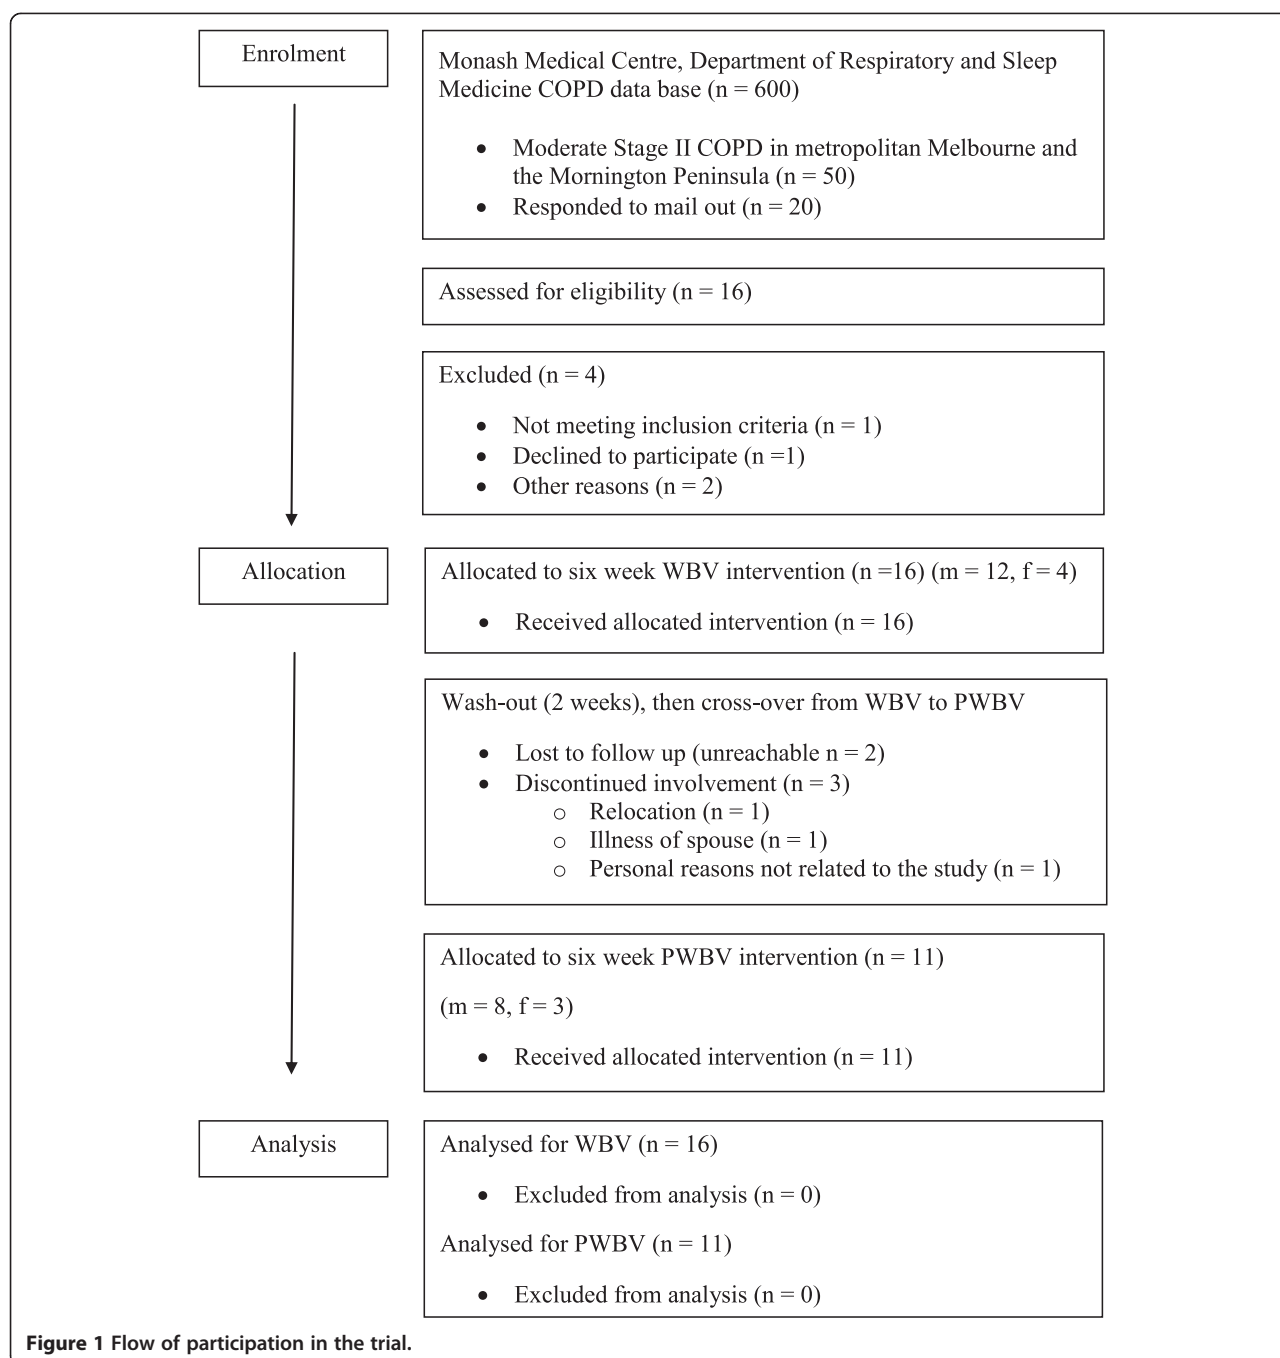 Enrolment
Monash Medical Centre, Department of Respiratory and Sleep
Medicine COPD data base (n = 600)
• Moderate Stage II COPD in metropolitan Melbourne and
the Mornington Peninsula (n = 50)
• Responded to mail out (n = 20)
Assessed for eligibility (n = 16)
Excluded (n = 4)
• Not meeting inclusion criteria (n = 1)
• Declined to participate (n =1)
• Other reasons (n = 2)
Allocation
Allocated to six week WBV intervention (n =16) (m = 12, f = 4)
• Received allocated intervention (n = 16)
Wash-out (2 weeks), then cross-over from WBV to PWBV
• Lost to follow up (unreachable n = 2)
• Discontinued involvement (n = 3)
o Relocation (n = 1)
o Illness of spouse (n = 1)
o Personal reasons not related to the study (n = 1)
Allocated to six week PWBV intervention (n = 11)
(m = 8, f = 3)
• Received allocated intervention (n = 11)
Analysis
Analysed for WBV (n = 16)
• Excluded from analysis (n = 0)
Analysed for PWBV (n = 11)
• Excluded from analysis (n = 0)
Figure 1 Flow of participation in the trial.